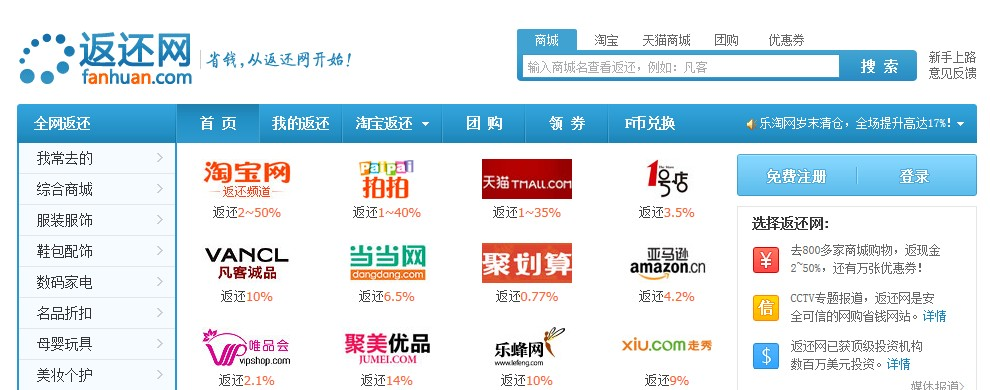 返还网
fanhuan.com
省钱,从返还网开始!
商城 淘宝 天猫商城 团购 优惠券
输入商城名查看返还，例如：凡客
搜 索
新手上路
意见反馈
全网返还 首 页 我的返还 淘宝返还 团 购 领 券 F币兑换 乐淘网岁末清仓，全场提升高达17%!
我常去的
综合商城
服装服饰
鞋包配饰
数码家电
名品折扣
母婴玩具
美妆个护
淘宝网
返还频道
返还2~50%
PaiPai
拍拍
返还1~40%
天猫 TMALL.COM
返还1~35%
1号店
The Store
返还3.5%
VANCL
凡客诚品
返还10%
当当网
dangdang.com
返还6.5%
聚划算
返还0.77%
亚马逊
amazon.cn
返还4.2%
唯品会
vipshop.com
返还2.1%
聚美优品
JUMEI.COM
返还14%
乐蜂网
www.lefeng.com
返还10%
xiu.com 走秀
返还9%
免费注册 登录
选择返还网:
¥
去800多家商城购物，返现金
2~50%，还有万张优惠券!
信
CCTV专题报道，返还网是安
全可信的网购省钱网站。详情
$
返还网已获顶级投资机构
数百万美元投资。详情
媒体报道>